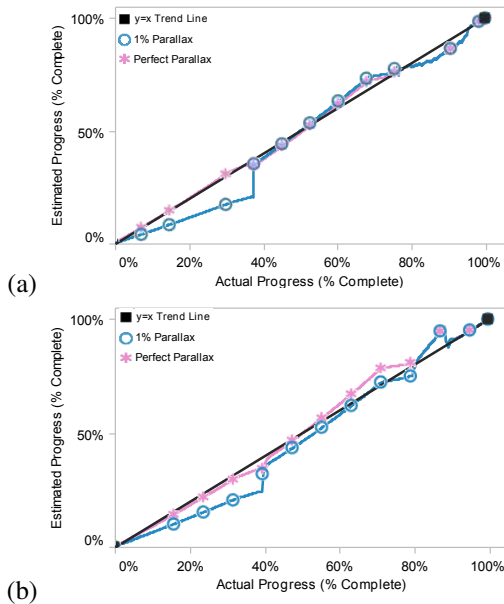 (a)
100%
50%
0%
Estimated Progress (% Complete)
y=x Trend Line
1% Parallax
Perfect Parallax
0% 20% 40% 60% 80% 100%
Actual Progress (% Complete)
(b)
100%
50%
0%
Estimated Progress (% Complete)
y=x Trend Line
1% Parallax
Perfect Parallax
0% 20% 40% 60% 80% 100%
Actual Progress (% Complete)